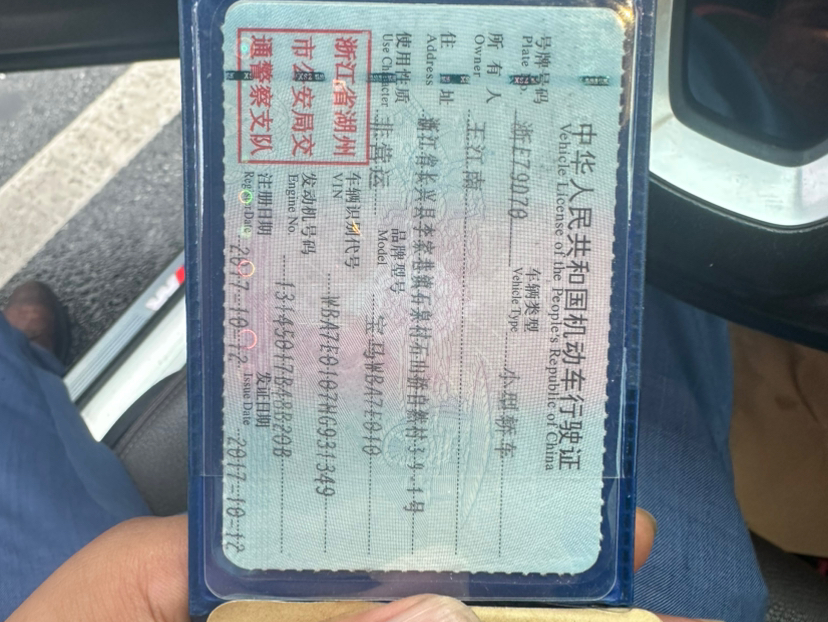 中华人民共和国机动车行驶证
Vehicle License of the People's Republic of China
号牌号码 浙E79D70 车辆类型 小型轿车
Plate No. Vehicle Type
所有人 王江南
Owner
住址 浙江省长兴县李家巷镇石泉村石山桥自然村39-1号
Address
使用性质 非营运 品牌型号 宝马WBA7E010
Use Character Model
浙江省湖州
市公安局交
通警察支队
车辆识别代号 WBA7E0107HG931349
VIN
发动机号码 13145017B48B20B
Engine No.
注册日期 2017-10-12 发证日期 2017-10-12
Register Date Issue Date